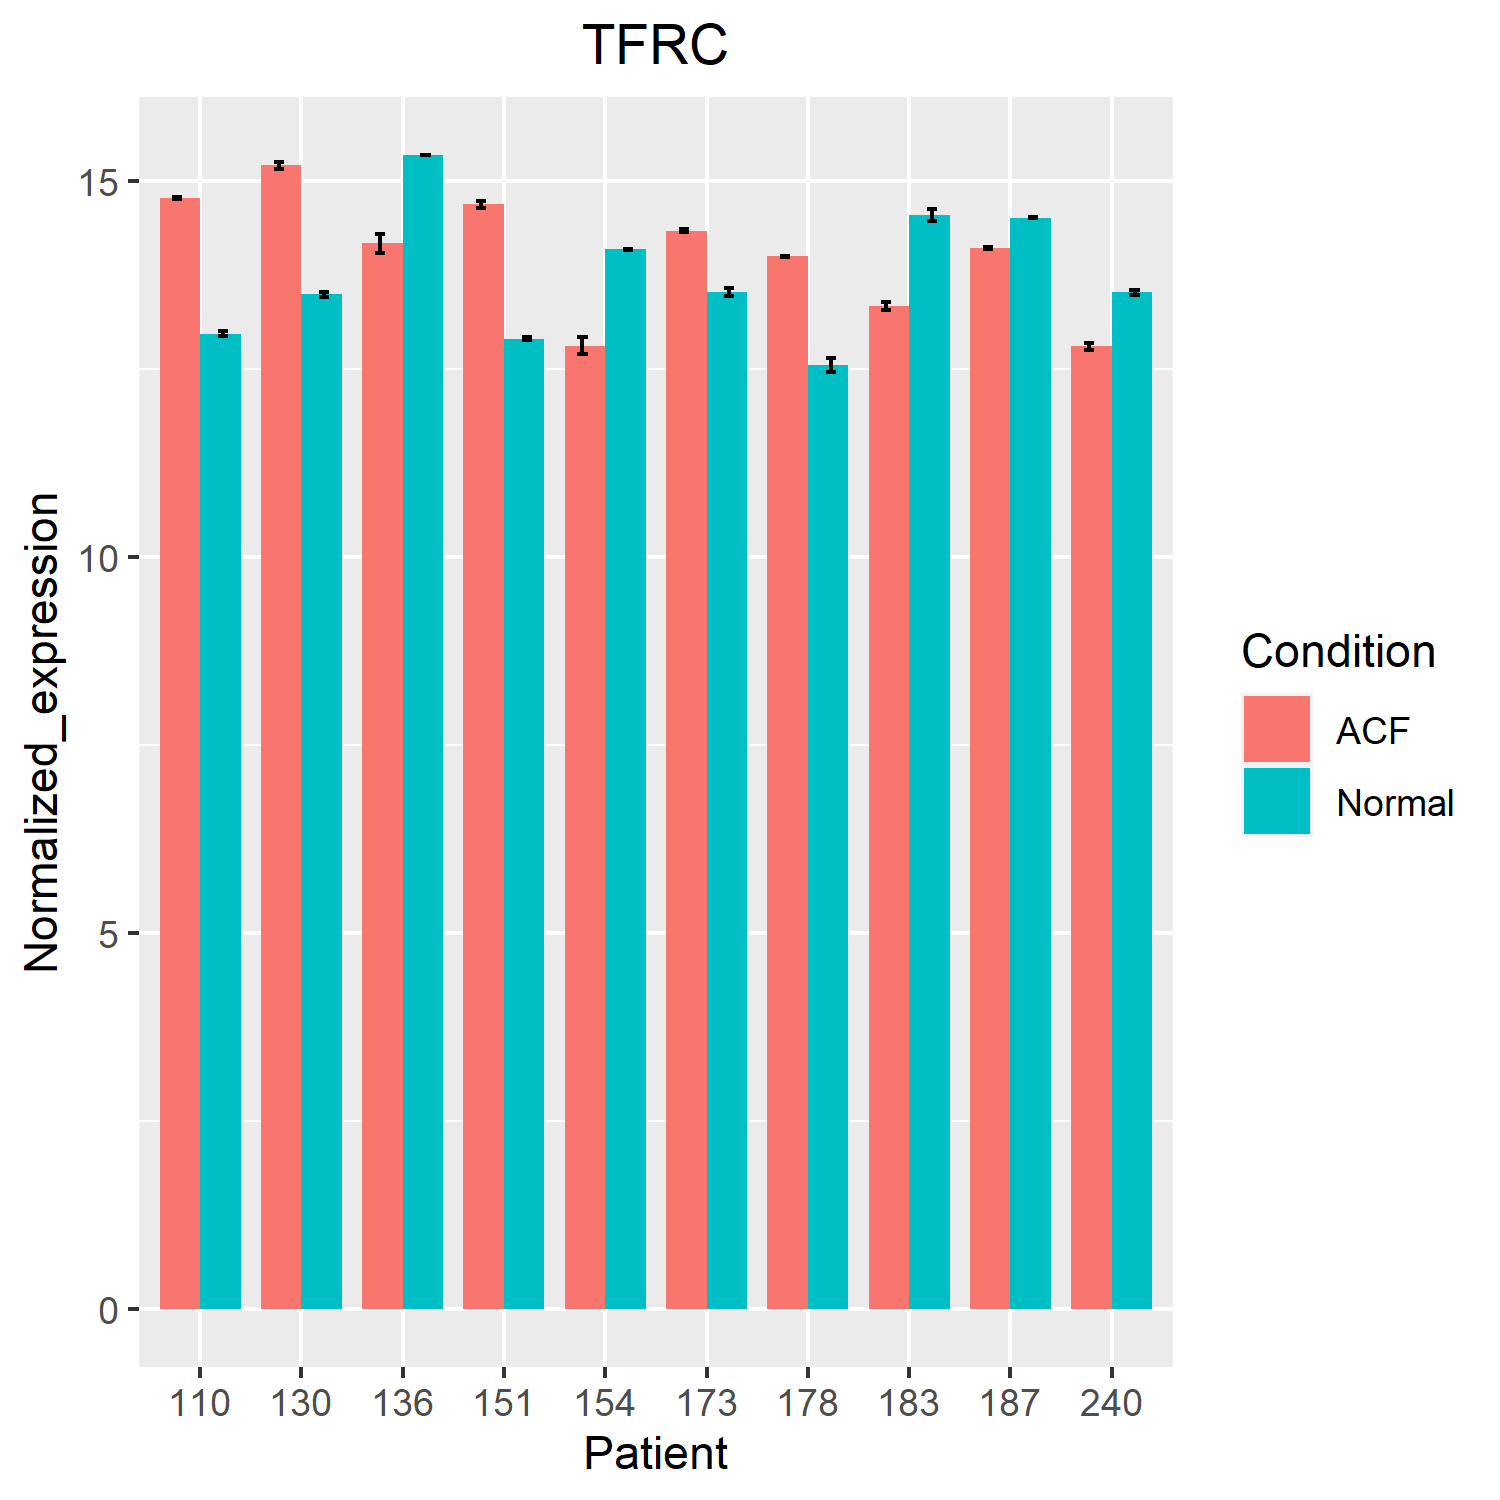 TFRC
Normalized_expression
15
10
5
0
110 130 136 151 154 173 178 183 187 240
Patient
Condition
ACF
Normal